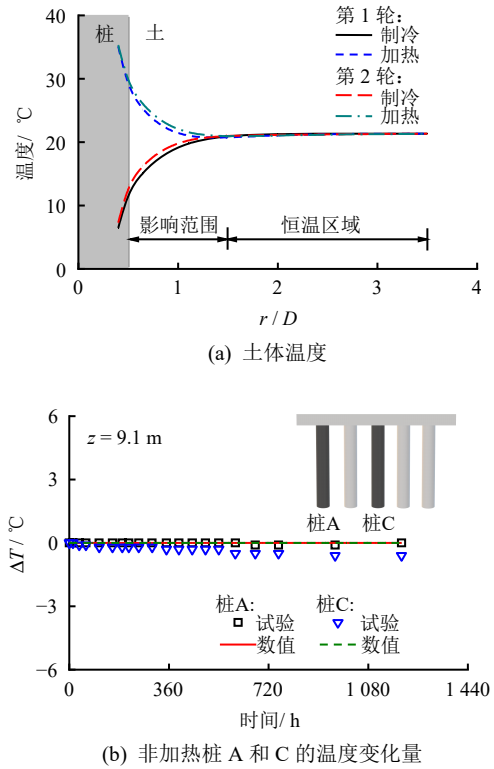 第 1 轮：
制冷
加热
第 2 轮：
制冷
加热
桩 土
40
30
20
10
0
温度/ ℃
影响范围 恒温区域
0 1 2 3 4
r / D
(a) 土体温度
6
3
0
−3
−6
ΔT / ℃
z = 9.1 m
桩A 桩C
桩A: 桩C:
试验 试验
数值 数值
0 360 720 1 080 1 440
时间/ h
(b) 非加热桩 A 和 C 的温度变化量